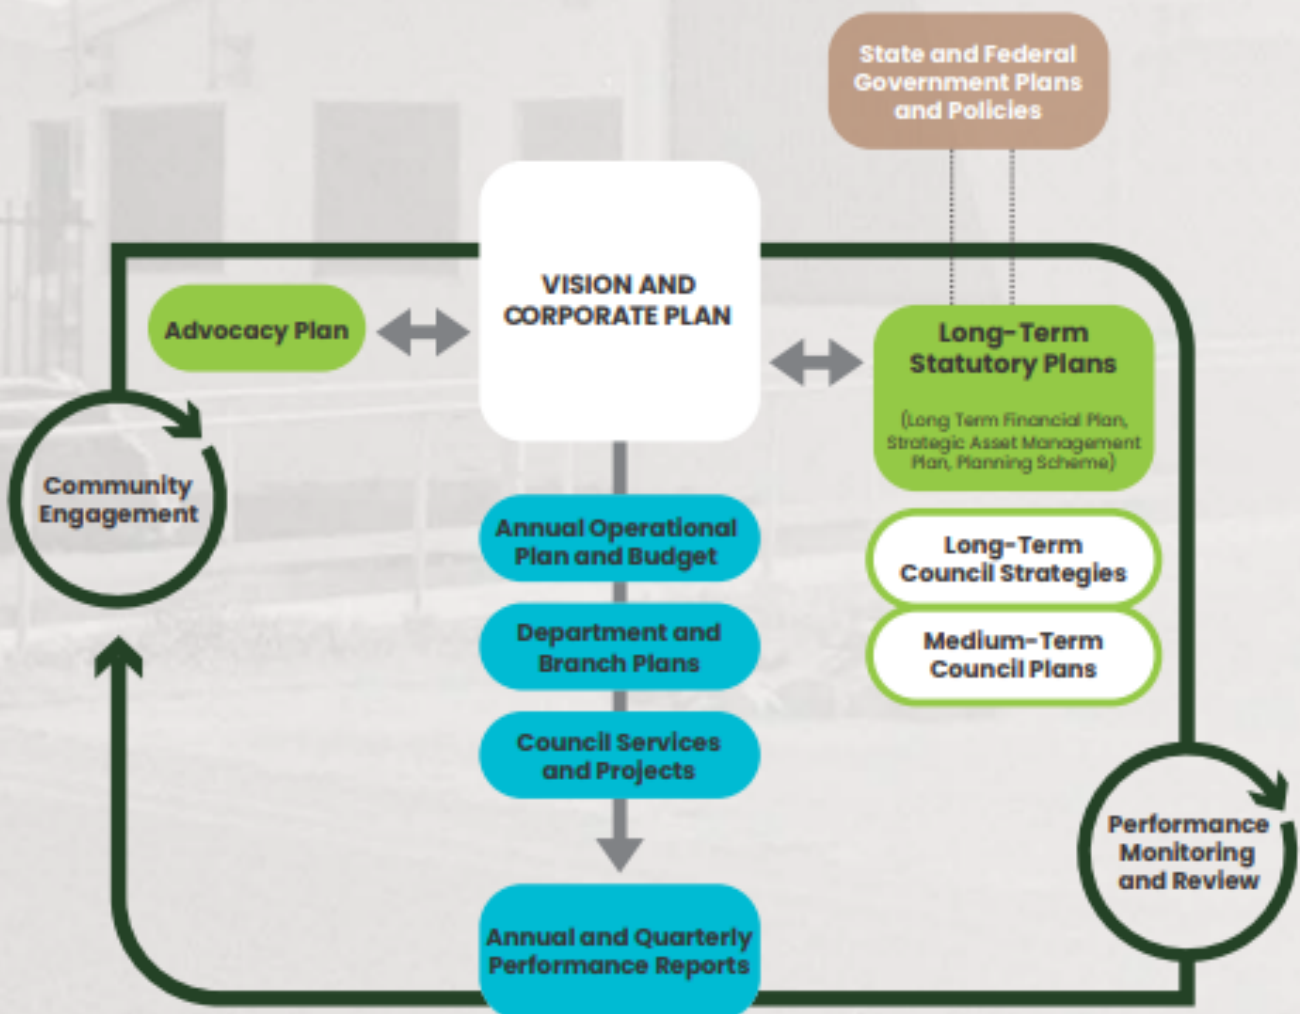 State and Federal
Government Plans
and Policies
VISION AND
CORPORATE PLAN
Advocacy Plan
Long-Term
Statutory Plans
(Long Term Financial Plan,
Strategic Asset Management
Plan, Planning Scheme)
Community
Engagement
Annual Operational
Plan and Budget
Long-Term
Council Strategies
Department and
Branch Plans
Medium-Term
Council Plans
Council Services
and Projects
Performance
Monitoring
and Review
Annual and Quarterly
Performance Reports